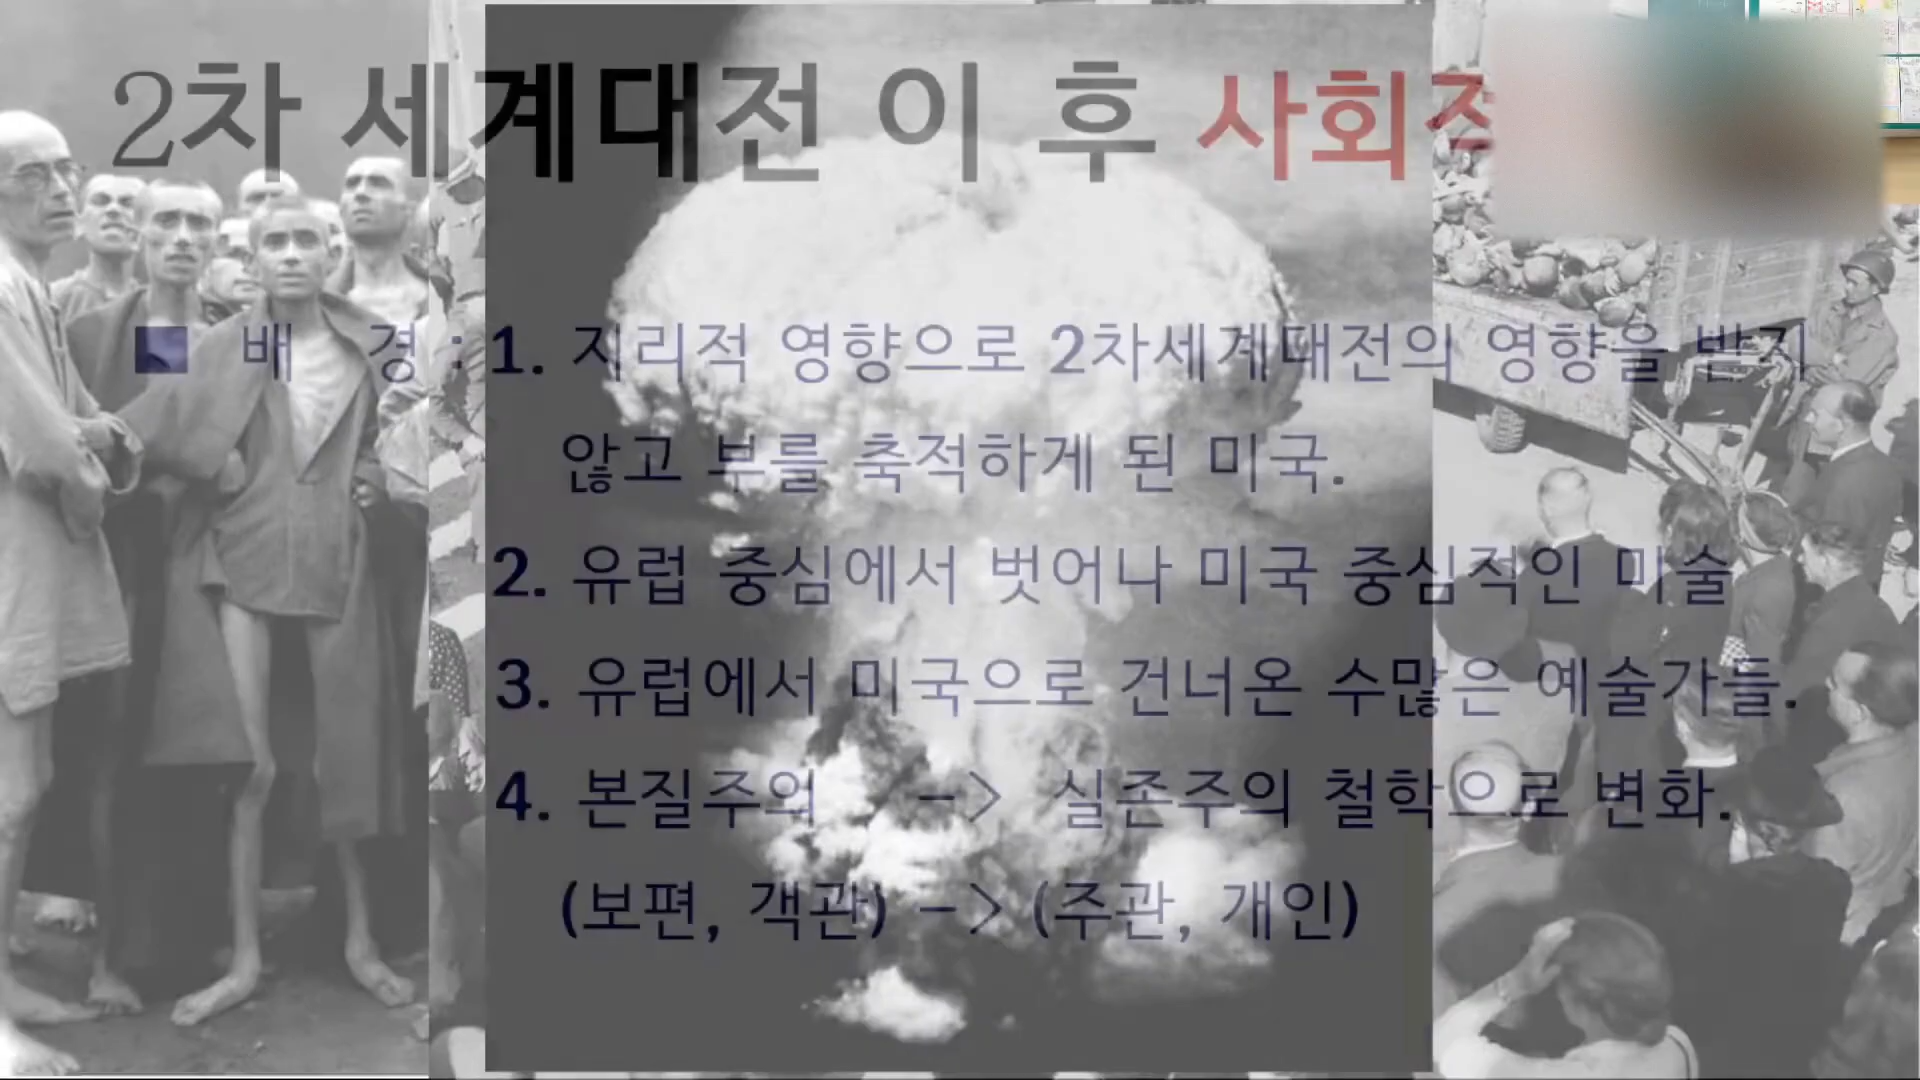 2차 세계대전 이 후 사회적
■ 배 경 : 1. 지리적 영향으로 2차세계대전의 영향을 받지
않고 부를 축적하게 된 미국.
2. 유럽 중심에서 벗어나 미국 중심적인 미술
3. 유럽에서 미국으로 건너온 수많은 예술가들.
4. 본질주의 -> 실존주의 철학으로 변화.
(보편, 객관) -> (주관, 개인)